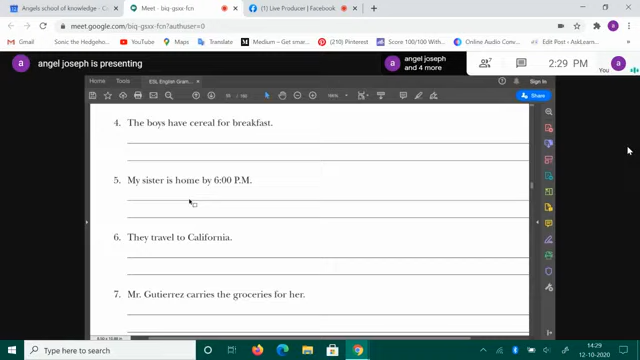 Angels school of knowledge - Cal
Meet - biq-gsxx-fcn
(1) Live Producer | Facebook
meet.google.com/biq-gsxx-fcn?authuser=0
Gmail
Sonic the Hedgehog
YouTube
Maps
Translate
Medium – Get smar
(210) Pinterest
Score 100/100 With
Online Audio Conv
Edit Post ‹ AskLearn
angel joseph is presenting
angel joseph
and 4 more
7
2:29 PM
You
Home
Tools
ESL English Gram
Sign In
Share
4. The boys have cereal for breakfast.
5. My sister is home by 6:00 P.M.
6. They travel to California.
7. Mr. Gutierrez carries the groceries for her.
Type here to search
14:29
12-10-2020